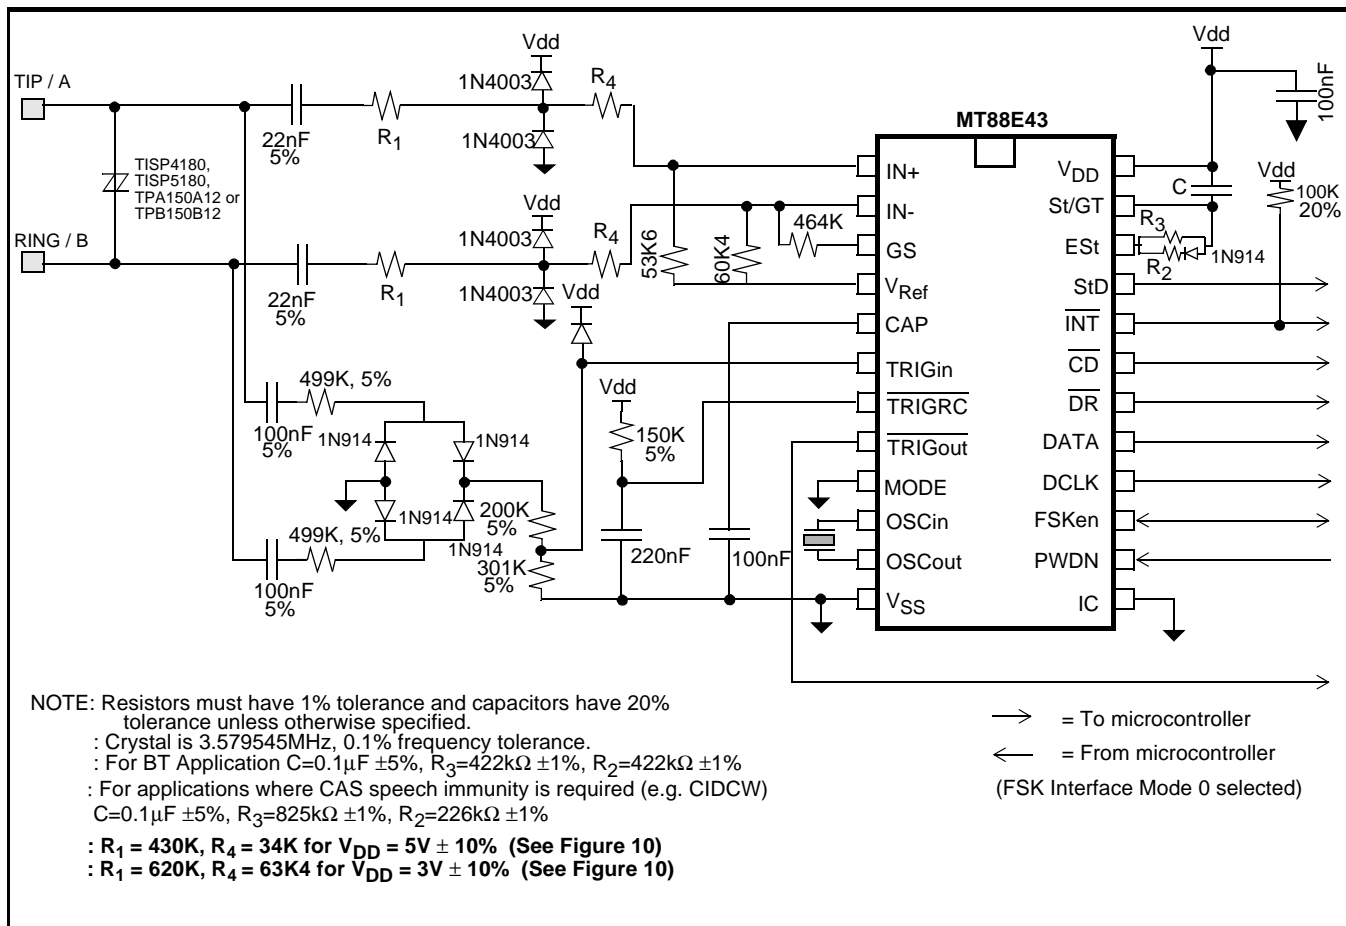 Vdd
Vdd
TIP / A
1N4003
R4
100nF
22nF
5%
R1
1N4003
MT88E43
TISP4180,
TISP5180,
TPA150A12 or
TPB150B12
IN+
VDD
Vdd
C
100K
20%
IN-
St/GT
Vdd
RING / B
1N4003
R4
464K
GS
ESt
R3
R2
1N914
53K6
60K4
22nF
5%
R1
1N4003
Vdd
VRef
StD
CAP
INT
TRIGin
CD
499K, 5%
Vdd
TRIGRC
DR
100nF
5%
1N914
1N914
150K
5%
TRIGout
DATA
MODE
DCLK
1N914
200K
5%
OSCin
FSKen
499K, 5%
1N914
301K
5%
220nF
100nF
OSCout
PWDN
100nF
5%
VSS
IC
NOTE: Resistors must have 1% tolerance and capacitors have 20%
tolerance unless otherwise specified.
: Crystal is 3.579545MHz, 0.1% frequency tolerance.
: For BT Application C=0.1μF ±5%, R3=422kΩ ±1%, R2=422kΩ ±1%
: For applications where CAS speech immunity is required (e.g. CIDCW)
C=0.1μF ±5%, R3=825kΩ ±1%, R2=226kΩ ±1%
: R1 = 430K, R4 = 34K for VDD = 5V ± 10% (See Figure 10)
: R1 = 620K, R4 = 63K4 for VDD = 3V ± 10% (See Figure 10)
= To microcontroller
= From microcontroller
(FSK Interface Mode 0 selected)